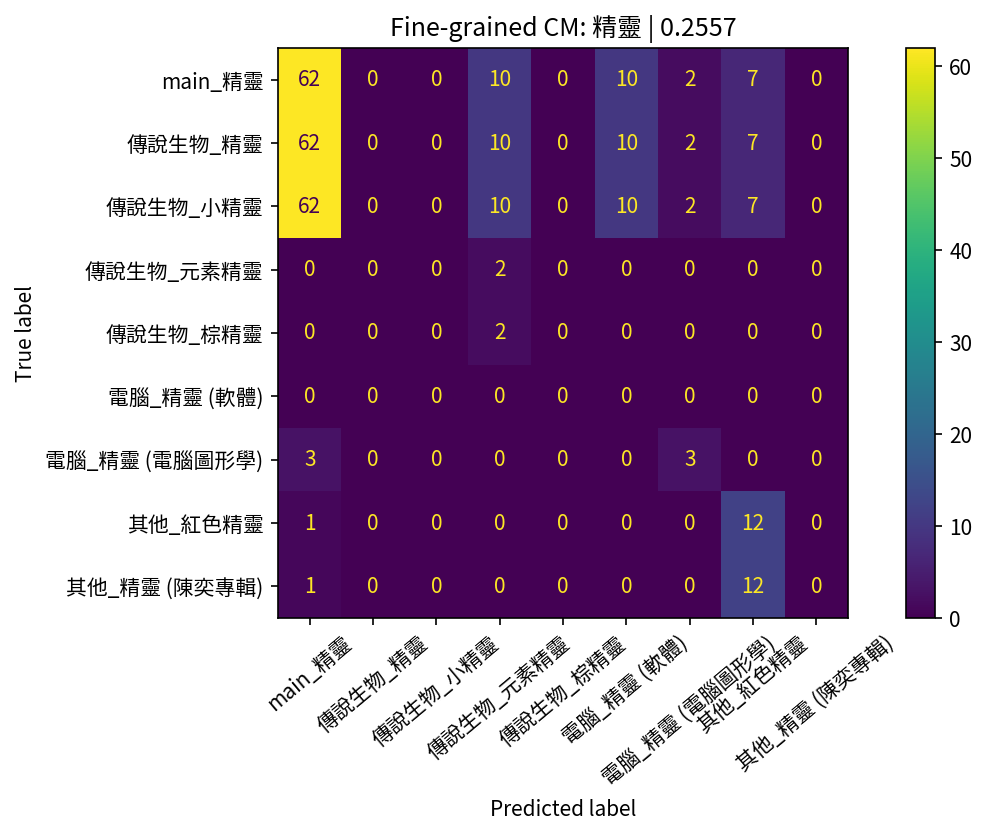 Fine-grained CM: 精靈 | 0.2557
True label
main_精靈 62 0 0 10 0 10 2 7 0
傳說生物_精靈 62 0 0 10 0 10 2 7 0
傳說生物_小精靈 62 0 0 10 0 10 2 7 0
傳說生物_元素精靈 0 0 0 2 0 0 0 0 0
傳說生物_棕精靈 0 0 0 2 0 0 0 0 0
電腦_精靈 (軟體) 0 0 0 0 0 0 0 0 0
電腦_精靈 (電腦圖形學) 3 0 0 0 0 0 3 0 0
其他_紅色精靈 1 0 0 0 0 0 0 12 0
其他_精靈 (陳奕專輯) 1 0 0 0 0 0 0 12 0
main_精靈
傳說生物_精靈
傳說生物_小精靈
傳說生物_元素精靈
傳說生物_棕精靈
電腦_精靈 (軟體)
電腦_精靈 (電腦圖形學)
其他_紅色精靈
其他_精靈 (陳奕專輯)
Predicted label
60
50
40
30
20
10
0